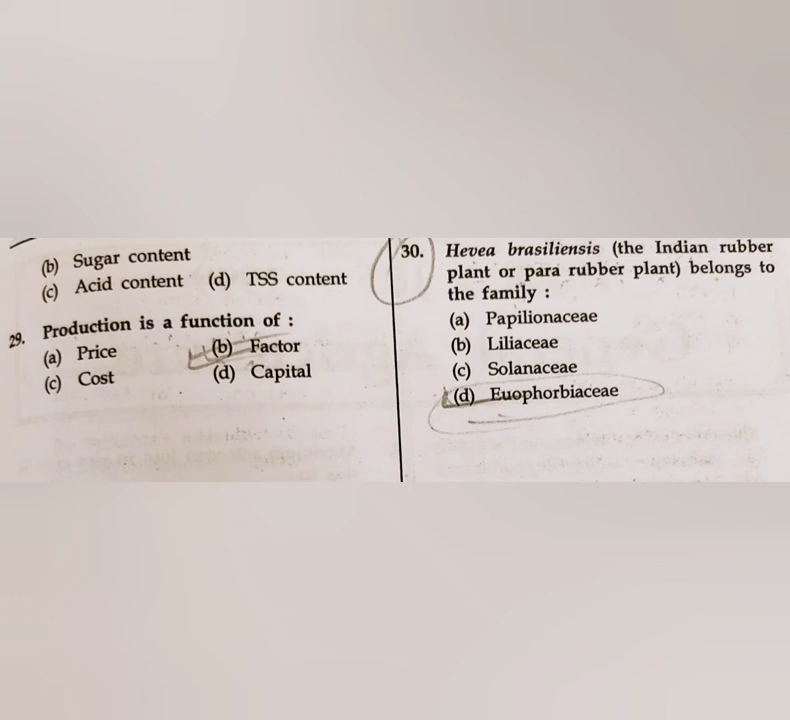 (b) Sugar content
(c) Acid content (d) TSS content
29. Production is a function of :
(a) Price (b) Factor
(c) Cost (d) Capital
30. Hevea brasiliensis (the Indian rubber
plant or para rubber plant) belongs to
the family :
(a) Papilionaceae
(b) Liliaceae
(c) Solanaceae
(d) Euophorbiaceae